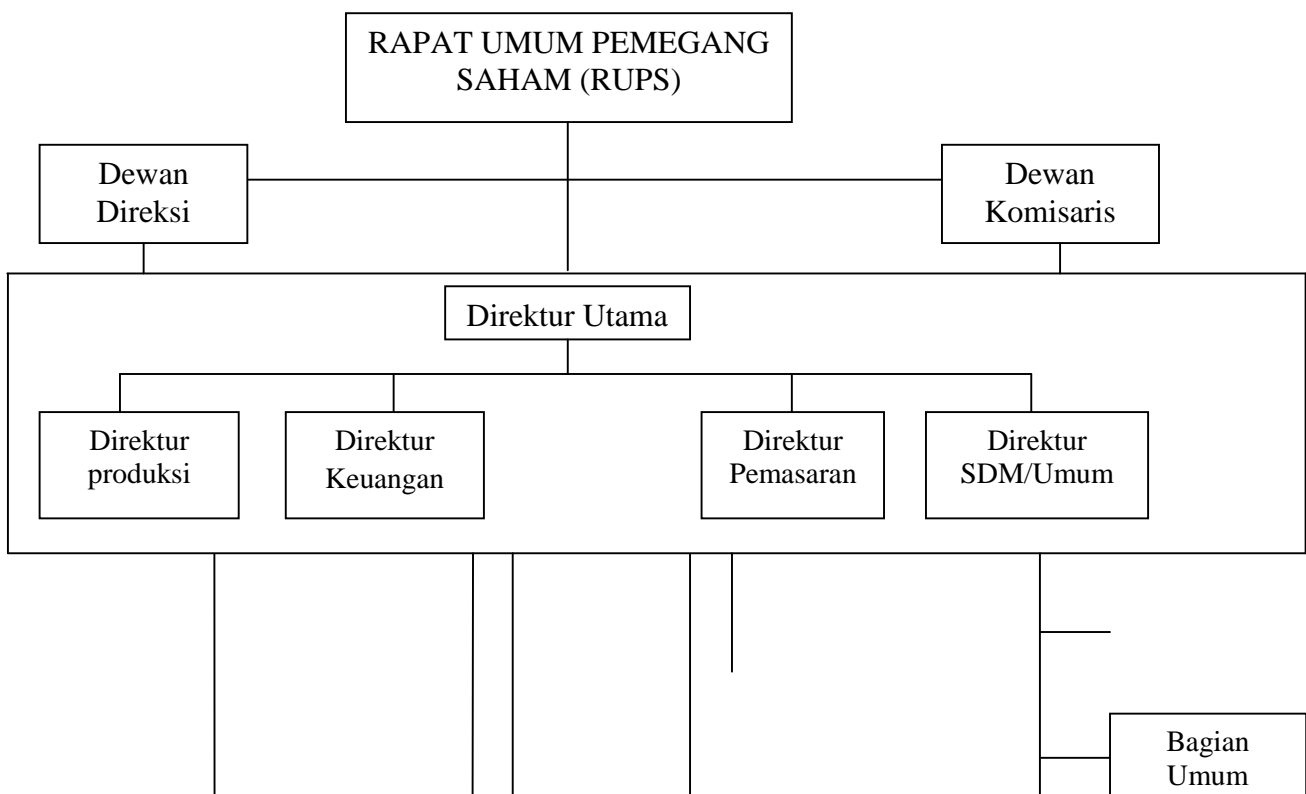 RAPAT UMUM PEMEGANG
SAHAM (RUPS)
Dewan
Direksi
Dewan
Komisaris
Direktur Utama
Direktur
produksi
Direktur
Keuangan
Direktur
Pemasaran
Direktur
SDM/Umum
Bagian
Umum